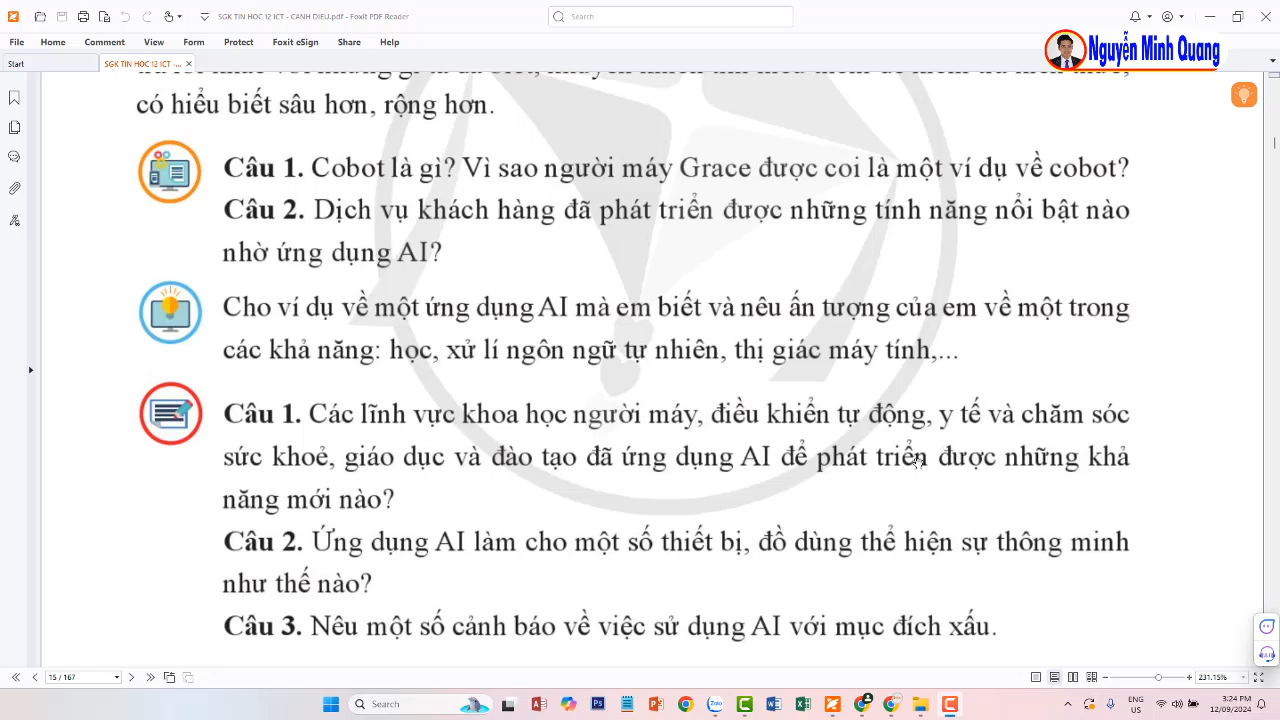 SGK TIN HOC 12 ICT - CANH DIEU.pdf - Foxit PDF Reader
Search
File Home Comment View Form Protect Foxit eSign Share Help
Nguyễn Minh Quang
Start
SGK TIN HOC 12 ICT -...
có hiểu biết sâu hơn, rộng hơn.
Câu 1. Cobot là gì? Vì sao người máy Grace được coi là một ví dụ về cobot?
Câu 2. Dịch vụ khách hàng đã phát triển được những tính năng nổi bật nào
nhờ ứng dụng AI?
Cho ví dụ về một ứng dụng AI mà em biết và nêu ấn tượng của em về một trong
các khả năng: học, xử lí ngôn ngữ tự nhiên, thị giác máy tính,...
Câu 1. Các lĩnh vực khoa học người máy, điều khiển tự động, y tế và chăm sóc
sức khoẻ, giáo dục và đào tạo đã ứng dụng AI để phát triển được những khả
năng mới nào?
Câu 2. Ứng dụng AI làm cho một số thiết bị, đồ dùng thể hiện sự thông minh
như thế nào?
Câu 3. Nêu một số cảnh báo về việc sử dụng AI với mục đích xấu.
15 / 167
231.15%
Search
ENG
US
3:24 PM
12/09/2024